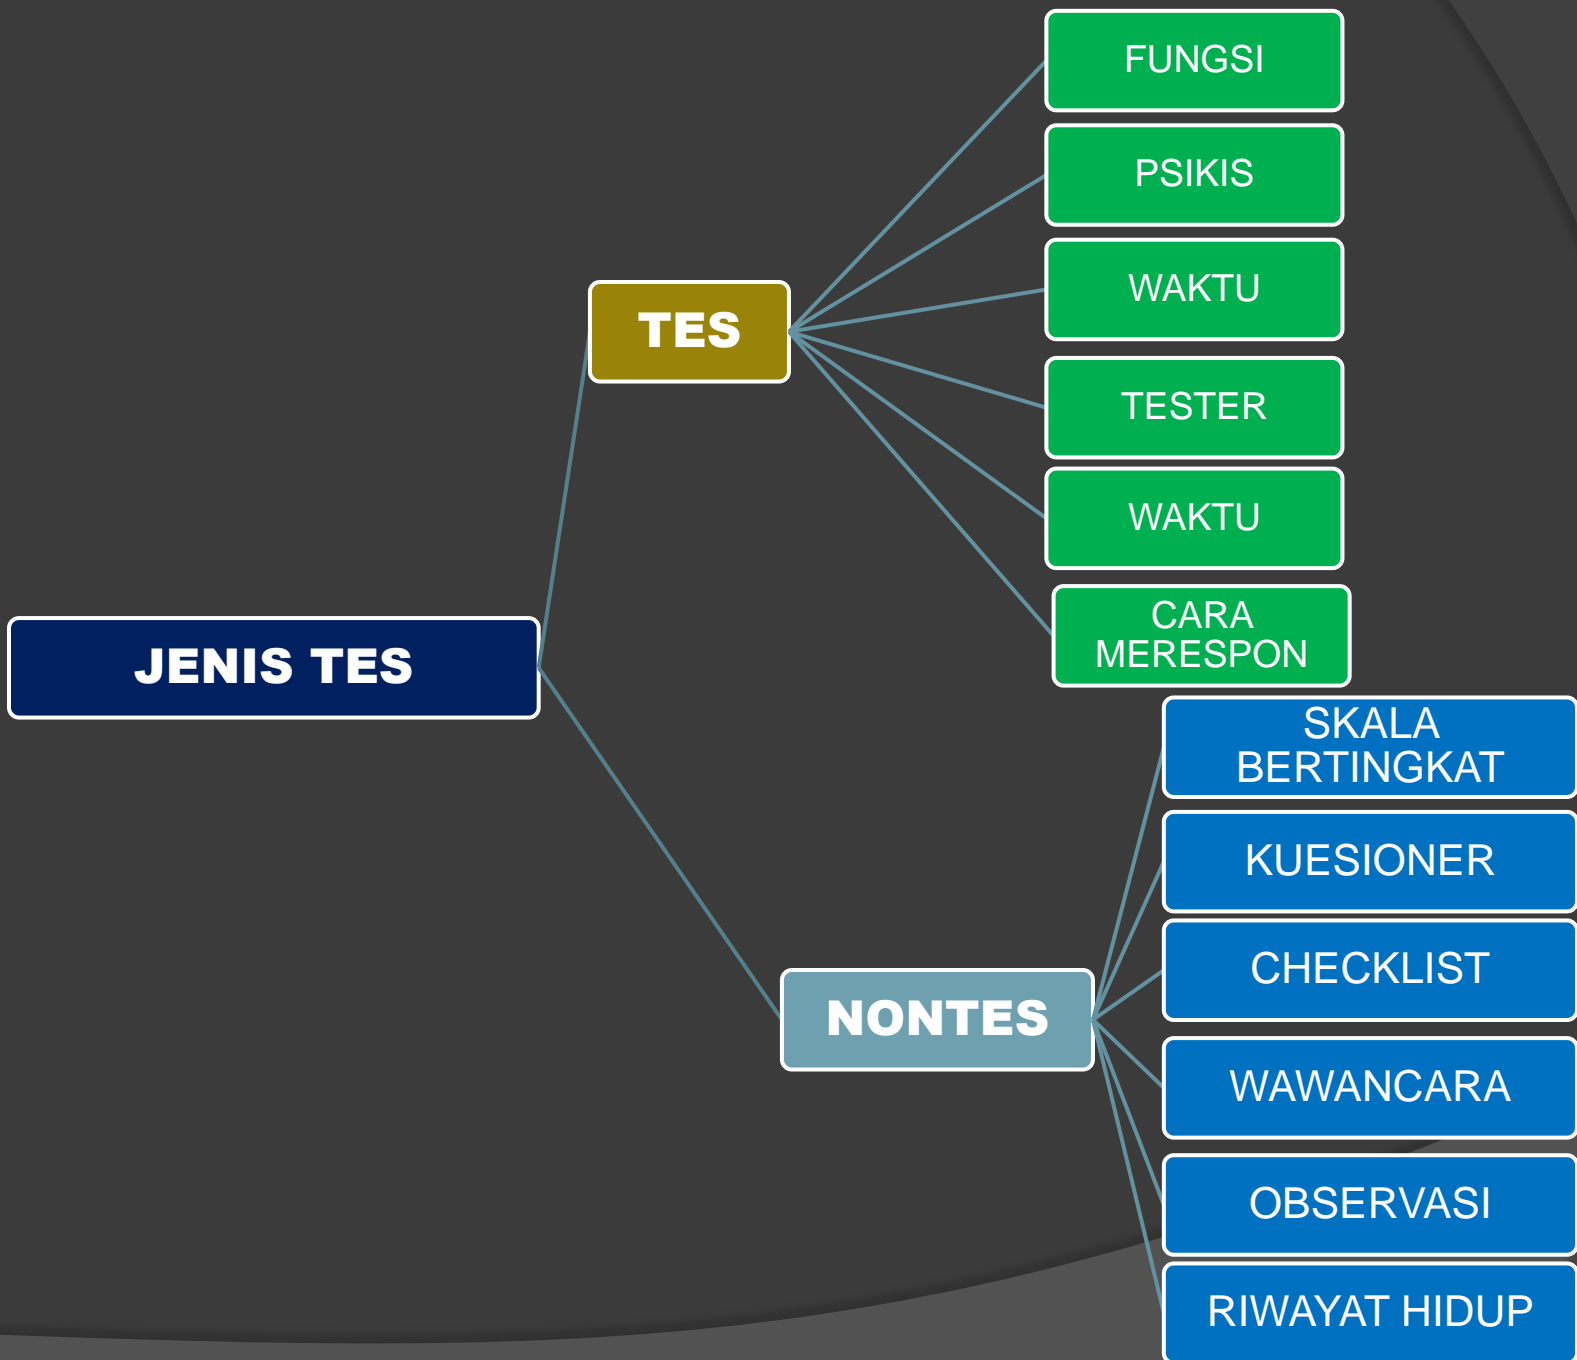 JENIS TES
TES
FUNGSI
PSIKIS
WAKTU
TESTER
WAKTU
CARA
MERESPON
NONTES
SKALA
BERTINGKAT
KUESIONER
CHECKLIST
WAWANCARA
OBSERVASI
RIWAYAT HIDUP